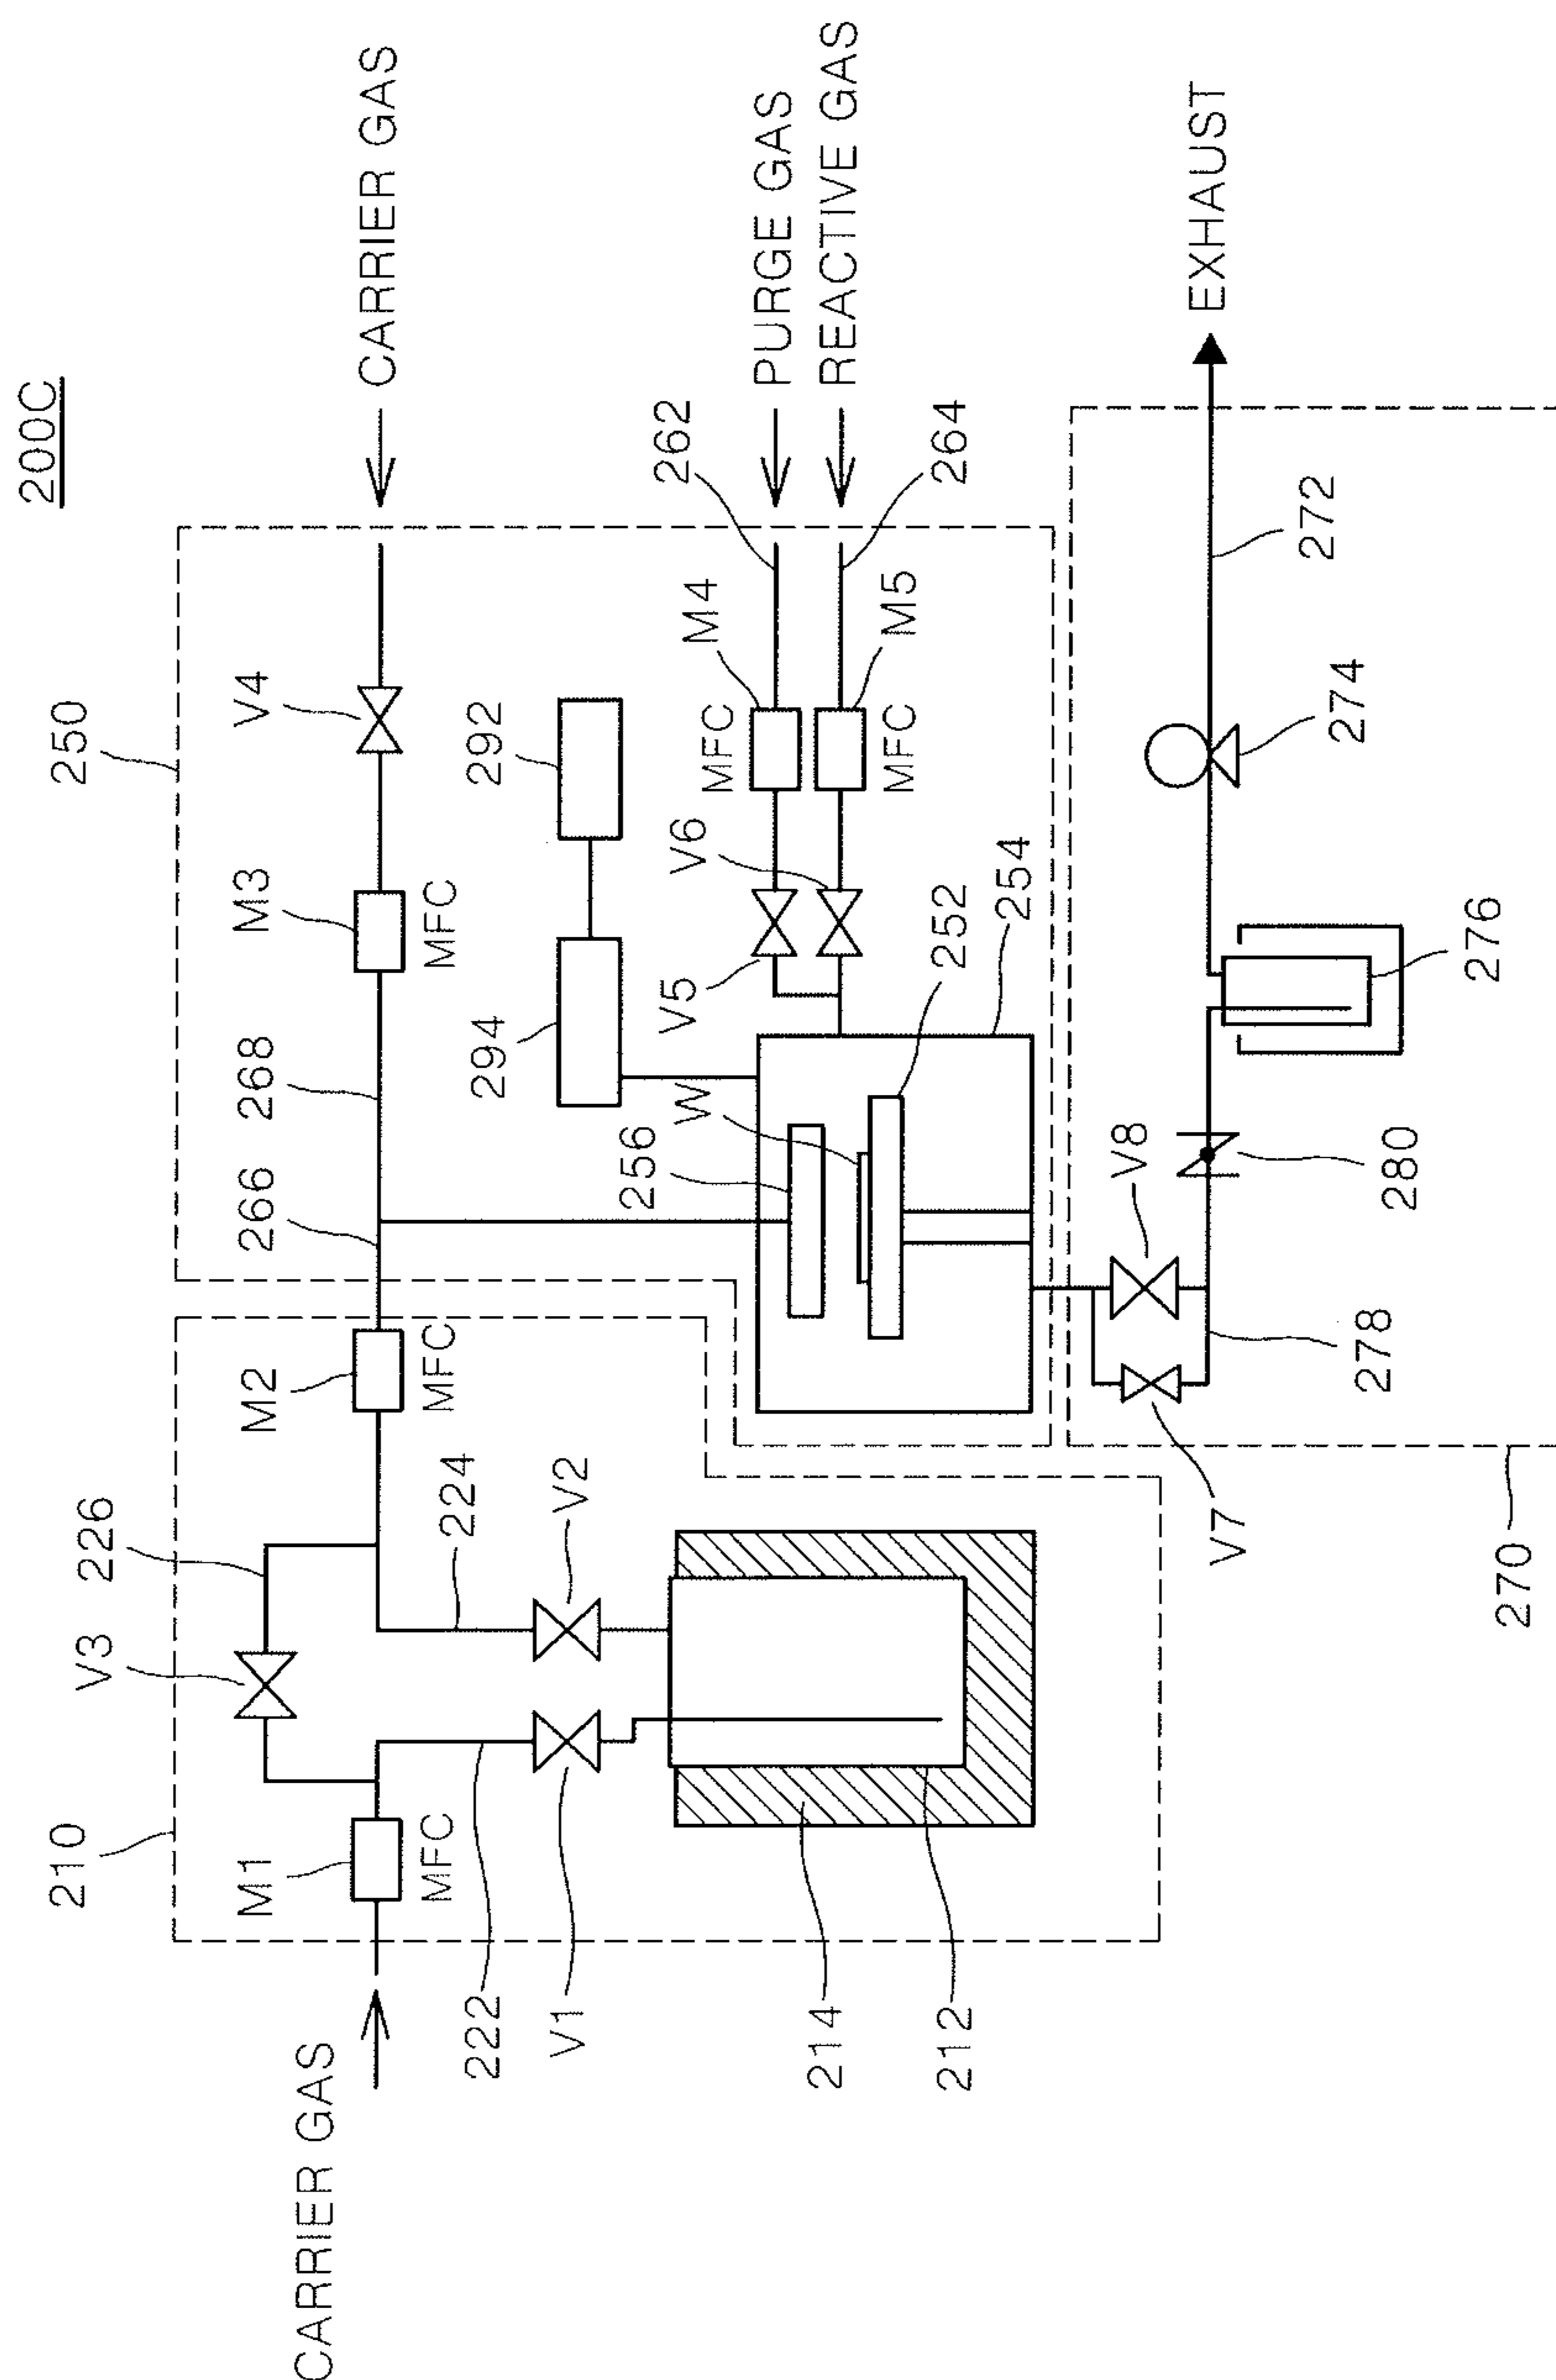 200C
CARRIER GAS
250
V4
M3
MFC
268
266
292
294
262
PURGE GAS
REACTIVE GAS
264
M4
MFC
M5
MFC
V6
V5
W
256
252
254
210
226
V3
M2
MFC
224
V2
M1
MFC
CARRIER GAS
222
V1
214
212
EXHAUST
272
274
276
280
V8
278
V7
270